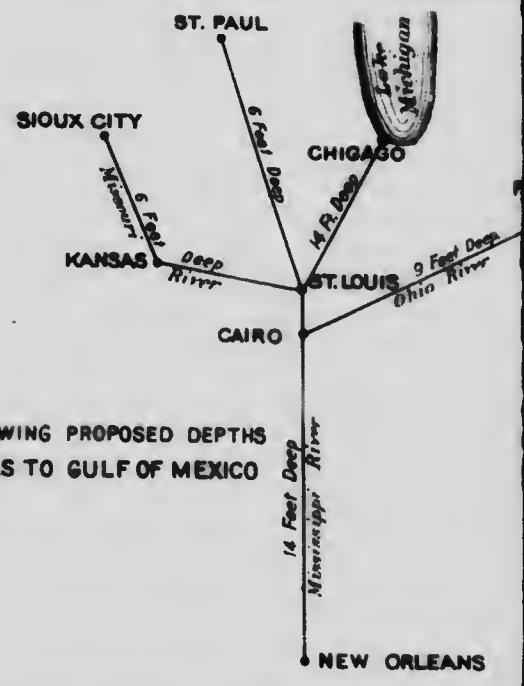 ST. PAUL
Lake
Michigan
SIOUX CITY
6 Feet Deep
CHIGAGO
14 Ft. Deep
6 Feet
Missouri
KANSAS
Deep
River
ST. LOUIS
9 Feet Deep
Ohio River
CAIRO
WING PROPOSED DEPTHS
S TO GULF OF MEXICO
14 Feet Deep
Mississippi River
NEW ORLEANS